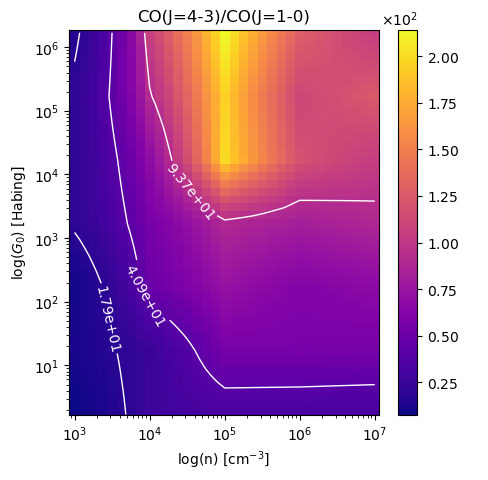 CO(J=4-3)/CO(J=1-0)
×10²
10⁶
10⁵
10⁴
10³
10²
10¹
log(G₀) [Habing]
9.37e+01
4.09e+01
1.79e+01
10³ 10⁴ 10⁵ 10⁶ 10⁷
log(n) [cm⁻³]
2.00
1.75
1.50
1.25
1.00
0.75
0.50
0.25